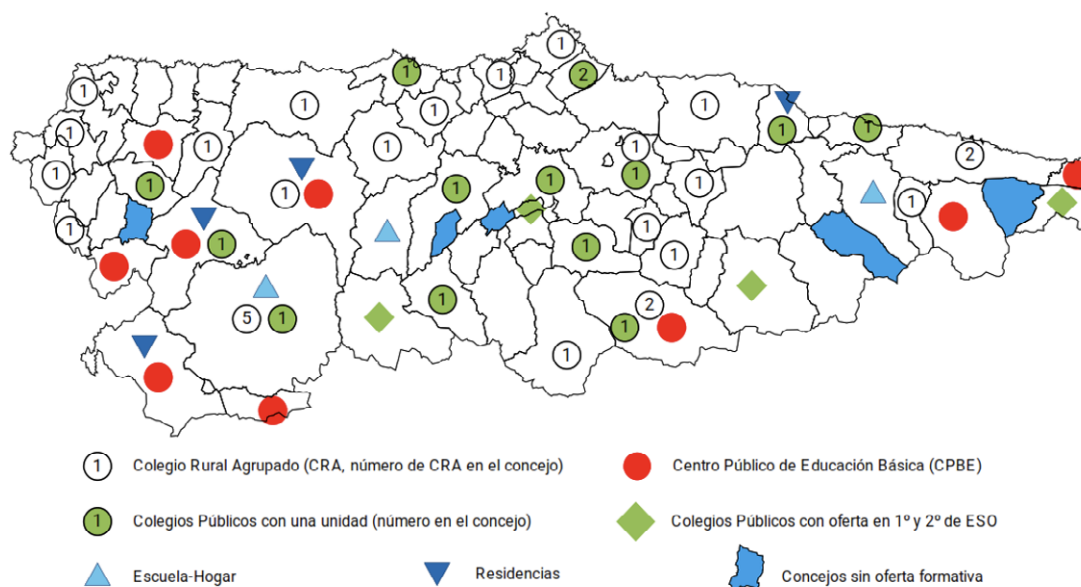 1
1 1 2
1
1 1 1
1 1 1
1 1 1
2
1 1
1 1 1 1 1
1
1 1
1 1 1
1 2
5 1 1
1
1 Colegio Rural Agrupado (CRA, número de CRA en el concejo)
Centro Público de Educación Básica (CPBE)
1 Colegios Públicos con una unidad (número en el concejo)
Colegios Públicos con oferta en 1º y 2º de ESO
Escuela-Hogar
Residencias
Concejos sin oferta formativa